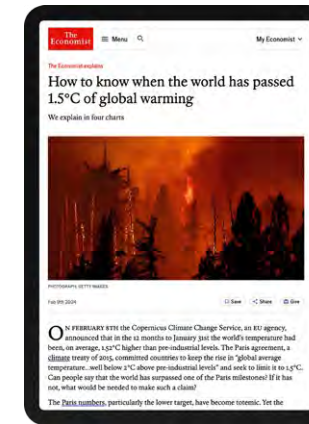 The
Economist
Menu
My Economist
The Economist explains
How to know when the world has passed
1.5°C of global warming
We explain in four charts
PHOTOGRAPH: GETTY IMAGES
Feb 9th 2024
Save
Share
Give
ON FEBRUARY 8TH the Copernicus Climate Change Service, an EU agency,
announced that in the 12 months to January 31st the world's temperature had
been, on average, 1.52°C higher than pre-industrial levels. The Paris agreement, a
climate treaty of 2015, committed countries to keep the rise in "global average
temperature...well below 2°C above pre-industrial levels" and seek to limit it to 1.5°C.
Can people say that the world has surpassed one of the Paris milestones? If it has
not, what would be needed to make such a claim?
The Paris numbers, particularly the lower target, have become totemic. Yet the